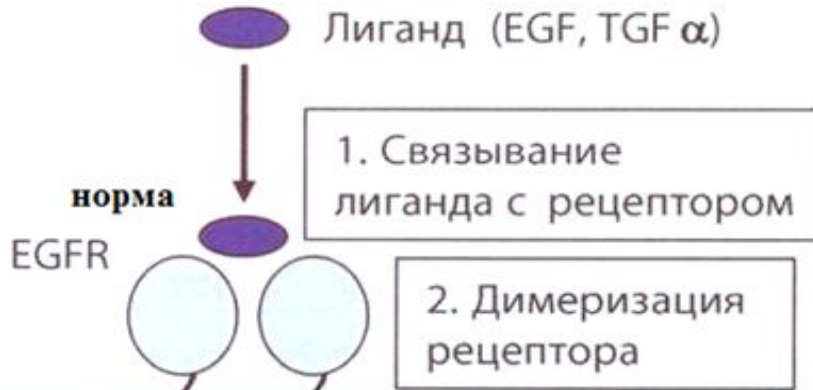 Лиганд (EGF, TGF α)
1. Связывание
лиганда с рецептором
норма
EGFR
2. Димеризация
рецептора